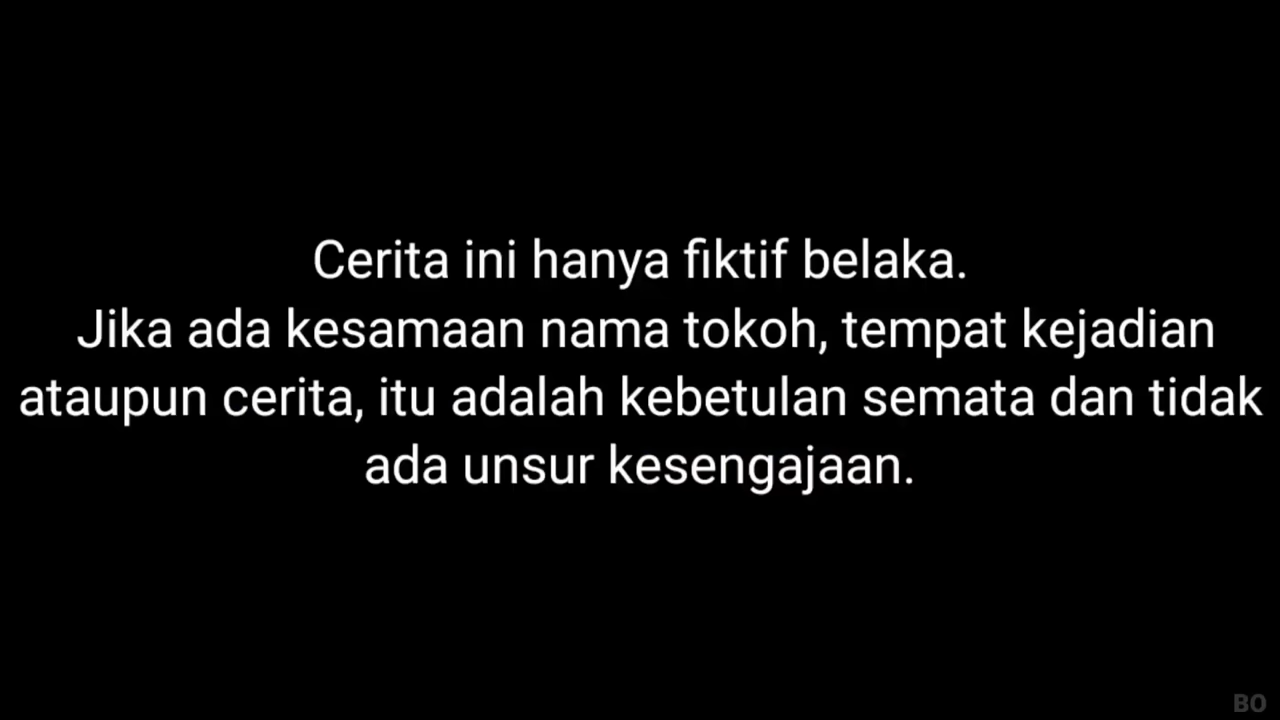 Cerita ini hanya fiktif belaka.
Jika ada kesamaan nama tokoh, tempat kejadian
ataupun cerita, itu adalah kebetulan semata dan tidak
ada unsur kesengajaan.
BO